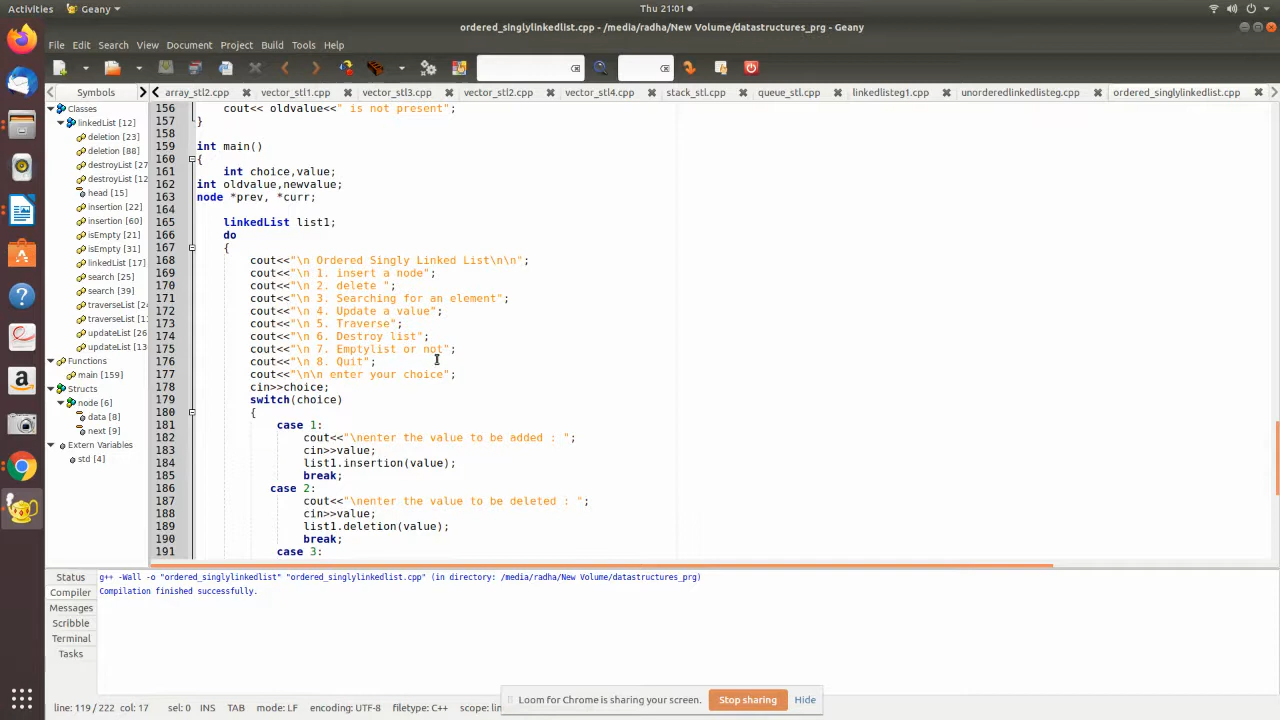 Activities Geany Thu 21:01
ordered_singlylinkedlist.cpp - /media/radha/New Volume/datastructures_prg - Geany
File Edit Search View Document Project Build Tools Help
Symbols array_stl2.cpp vector_stl1.cpp vector_stl3.cpp vector_stl2.cpp vector_stl4.cpp stack_stl.cpp queue_stl.cpp linkedlisteg1.cpp unorderedlinkedlisteg.cpp ordered_singlylinkedlist.cpp
Classes
linkedList [12]
deletion [23]
deletion [88]
destroyList [27
destroyList [12
head [15]
insertion [22]
insertion [60]
isEmpty [21]
isEmpty [31]
linkedList [17]
search [25]
search [39]
traverseList [24
traverseList [11
updateList [26]
updateList [13
Functions
main [159]
Structs
node [6]
data [8]
next [9]
Extern Variables
std [4]
156 cout<< oldvalue<<" is not present";
157 }
158
159 int main()
160 {
161 int choice,value;
162 int oldvalue,newvalue;
163 node *prev, *curr;
164
165 linkedList list1;
166 do
167 {
168 cout<<"\n Ordered Singly Linked List\n\n";
169 cout<<"\n 1. insert a node";
170 cout<<"\n 2. delete ";
171 cout<<"\n 3. Searching for an element";
172 cout<<"\n 4. Update a value";
173 cout<<"\n 5. Traverse";
174 cout<<"\n 6. Destroy list";
175 cout<<"\n 7. Emptylist or not";
176 cout<<"\n 8. Quit";
177 cout<<"\n\n enter your choice";
178 cin>>choice;
179 switch(choice)
180 {
181 case 1:
182 cout<<"\nenter the value to be added : ";
183 cin>>value;
184 list1.insertion(value);
185 break;
186 case 2:
187 cout<<"\nenter the value to be deleted : ";
188 cin>>value;
189 list1.deletion(value);
190 break;
191 case 3:
Status
Compiler
Messages
Scribble
Terminal
Tasks
g++ -Wall -o "ordered_singlylinkedlist" "ordered_singlylinkedlist.cpp" (in directory: /media/radha/New Volume/datastructures_prg)
Compilation finished successfully.
Loom for Chrome is sharing your screen. Stop sharing Hide
line: 119 / 222 col: 17 sel: 0 INS TAB mode: LF encoding: UTF-8 filetype: C++ scope: lin